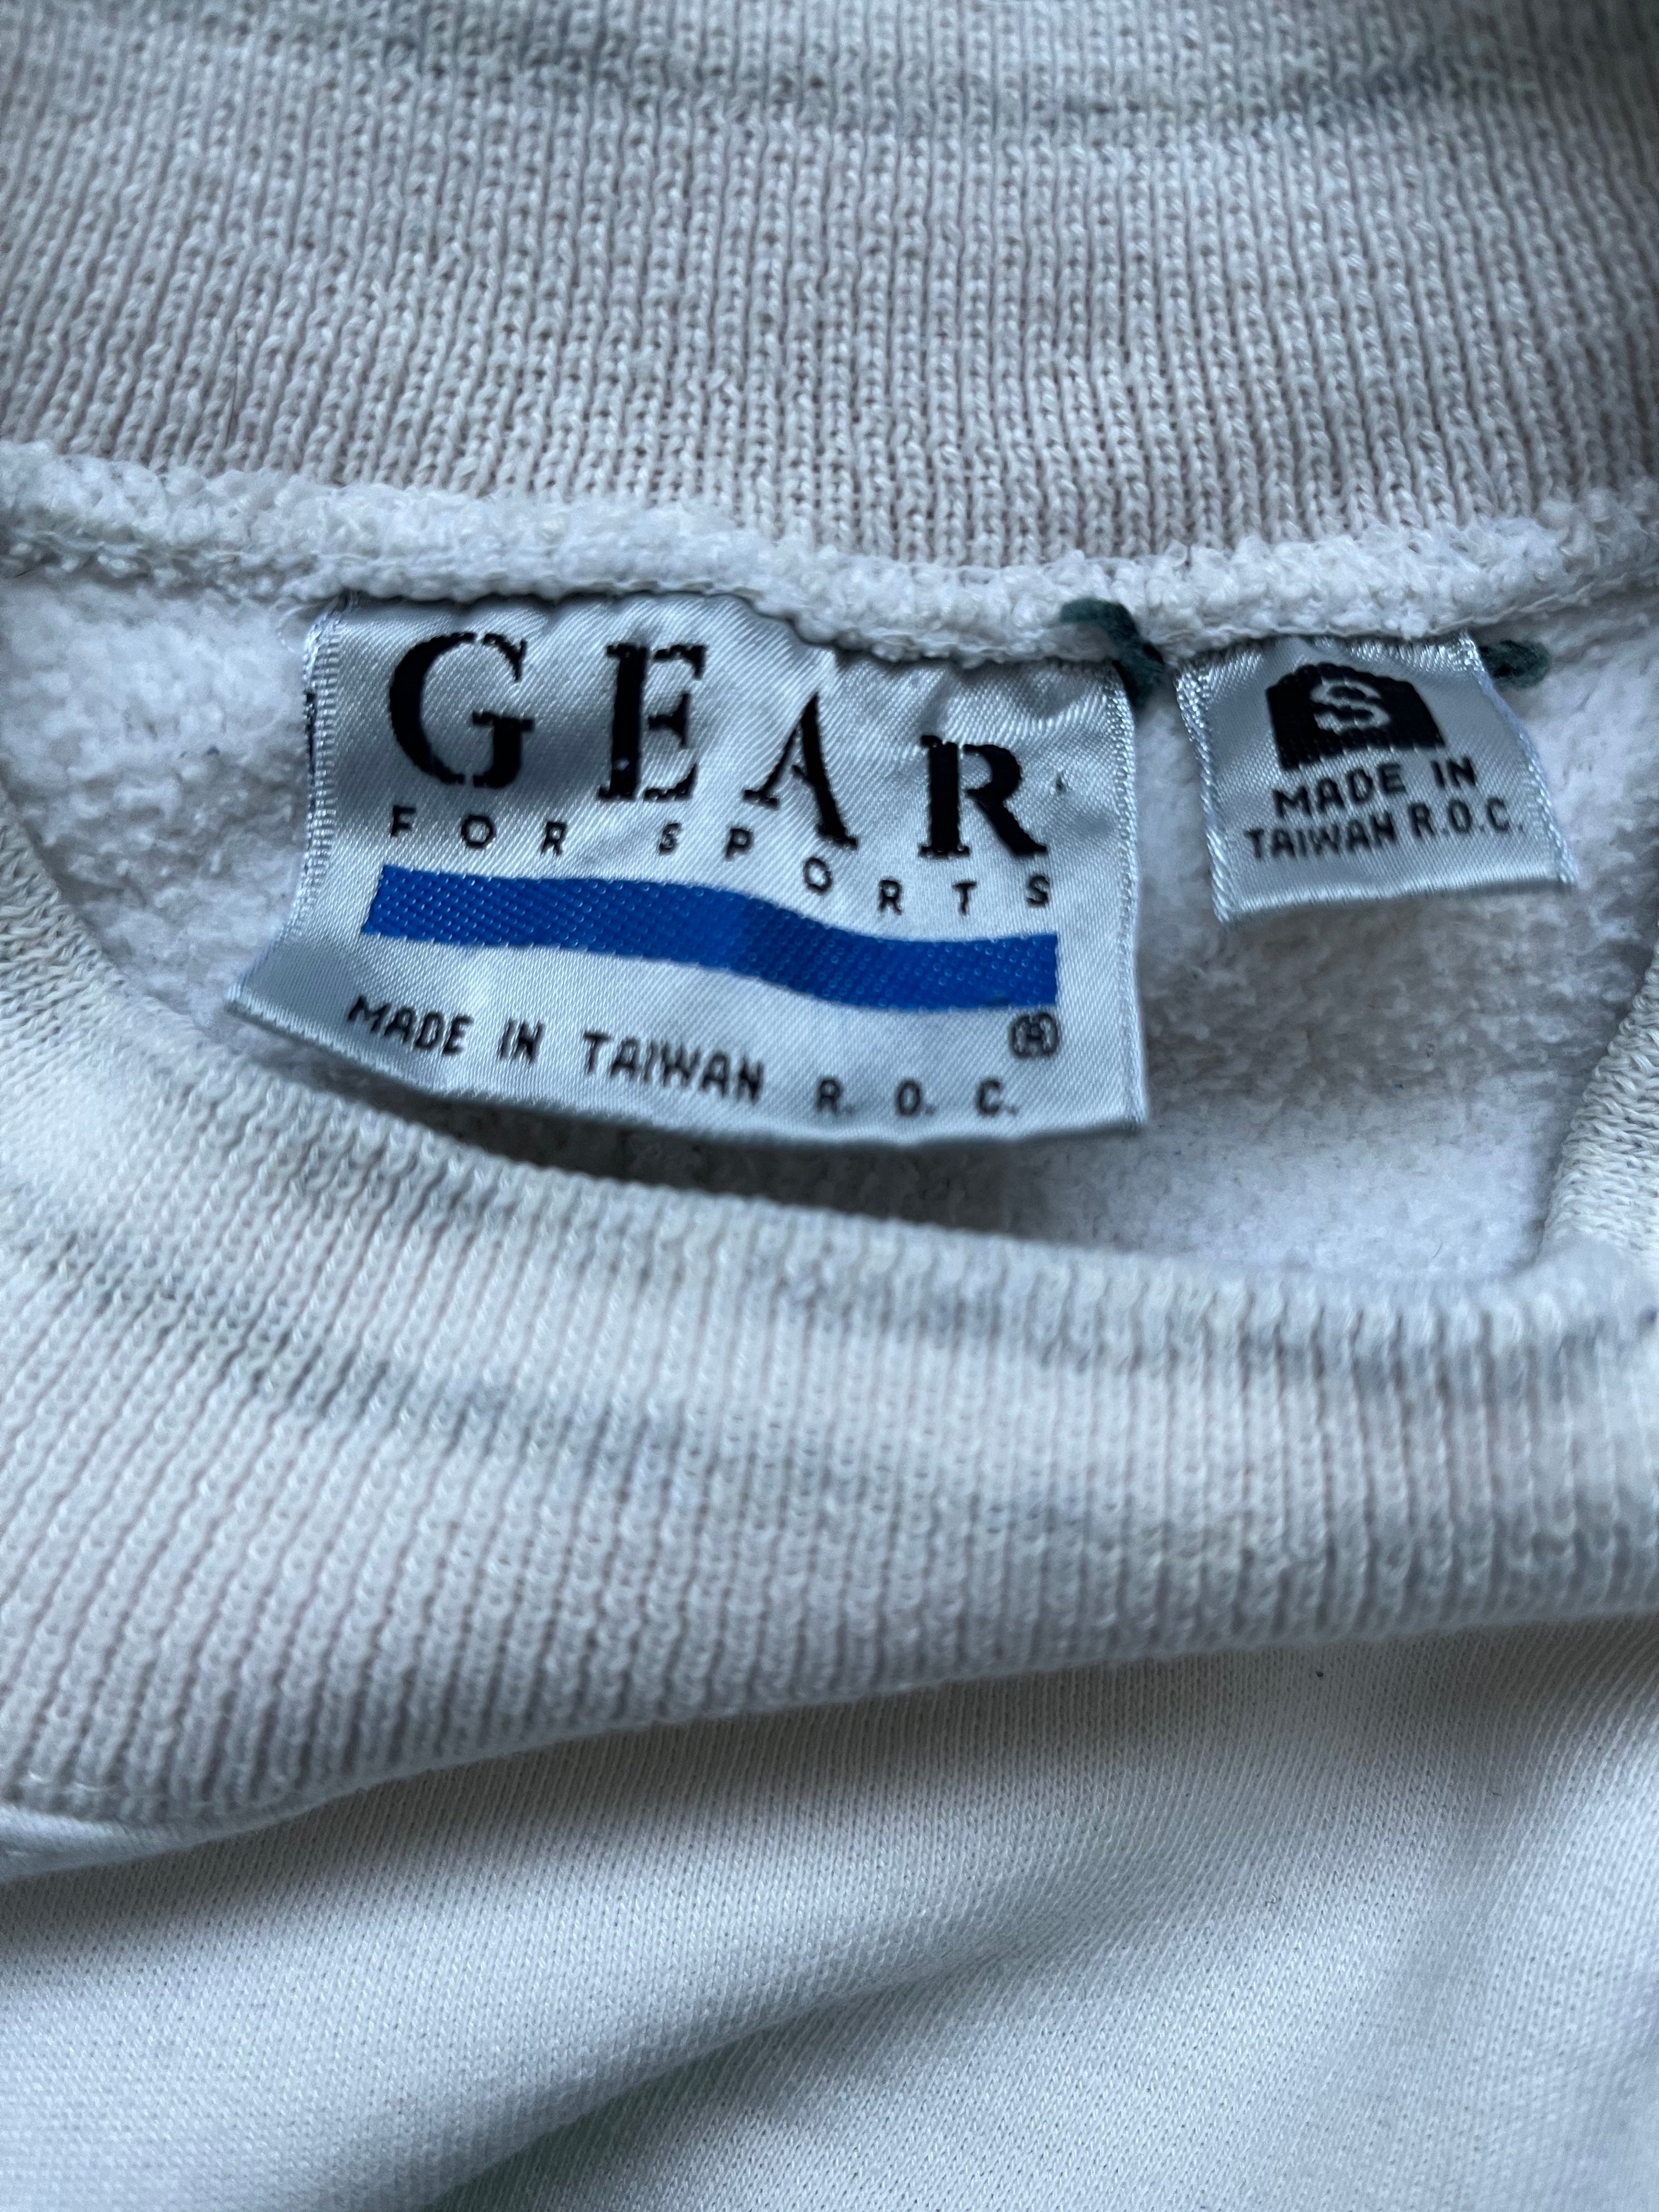 GEAR
FOR SPORTS
®
MADE IN TAIWAN R. O. C.
S
MADE IN
TAIWAN R.O.C.